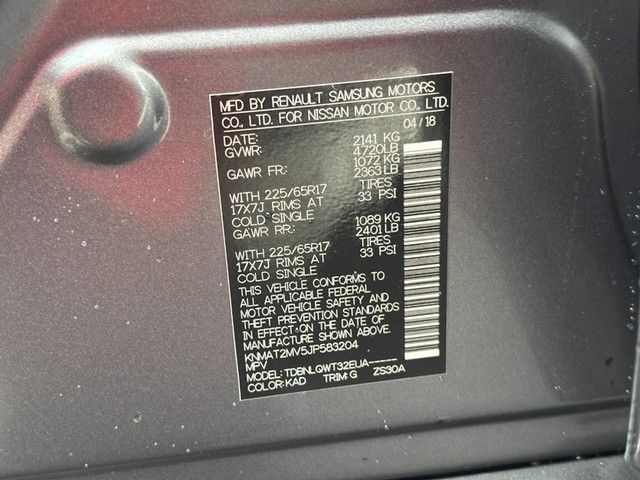 MFD BY RENAULT SAMSUNG MOTORS
CO., LTD. FOR NISSAN MOTOR CO., LTD.
DATE: 04/18
GVWR: 2141 KG
4720LB
GAWR FR: 1072 KG
2363 LB
WITH 225/65R17 TIRES
17X7J RIMS AT 33 PSI
COLD SINGLE
GAWR RR: 1089 KG
2401 LB
WITH 225/65R17 TIRES
17X7J RIMS AT 33 PSI
COLD SINGLE
THIS VEHICLE CONFORMS TO
ALL APPLICABLE FEDERAL
MOTOR VEHICLE SAFETY AND
THEFT PREVENTION STANDARDS
IN EFFECT ON THE DATE OF
MANUFACTURE SHOWN ABOVE.
KNMAT2MV5JP583204
MPV
MODEL: TDBNLQWT32EUA-----
COLOR: KAD TRIM: G ZS30A